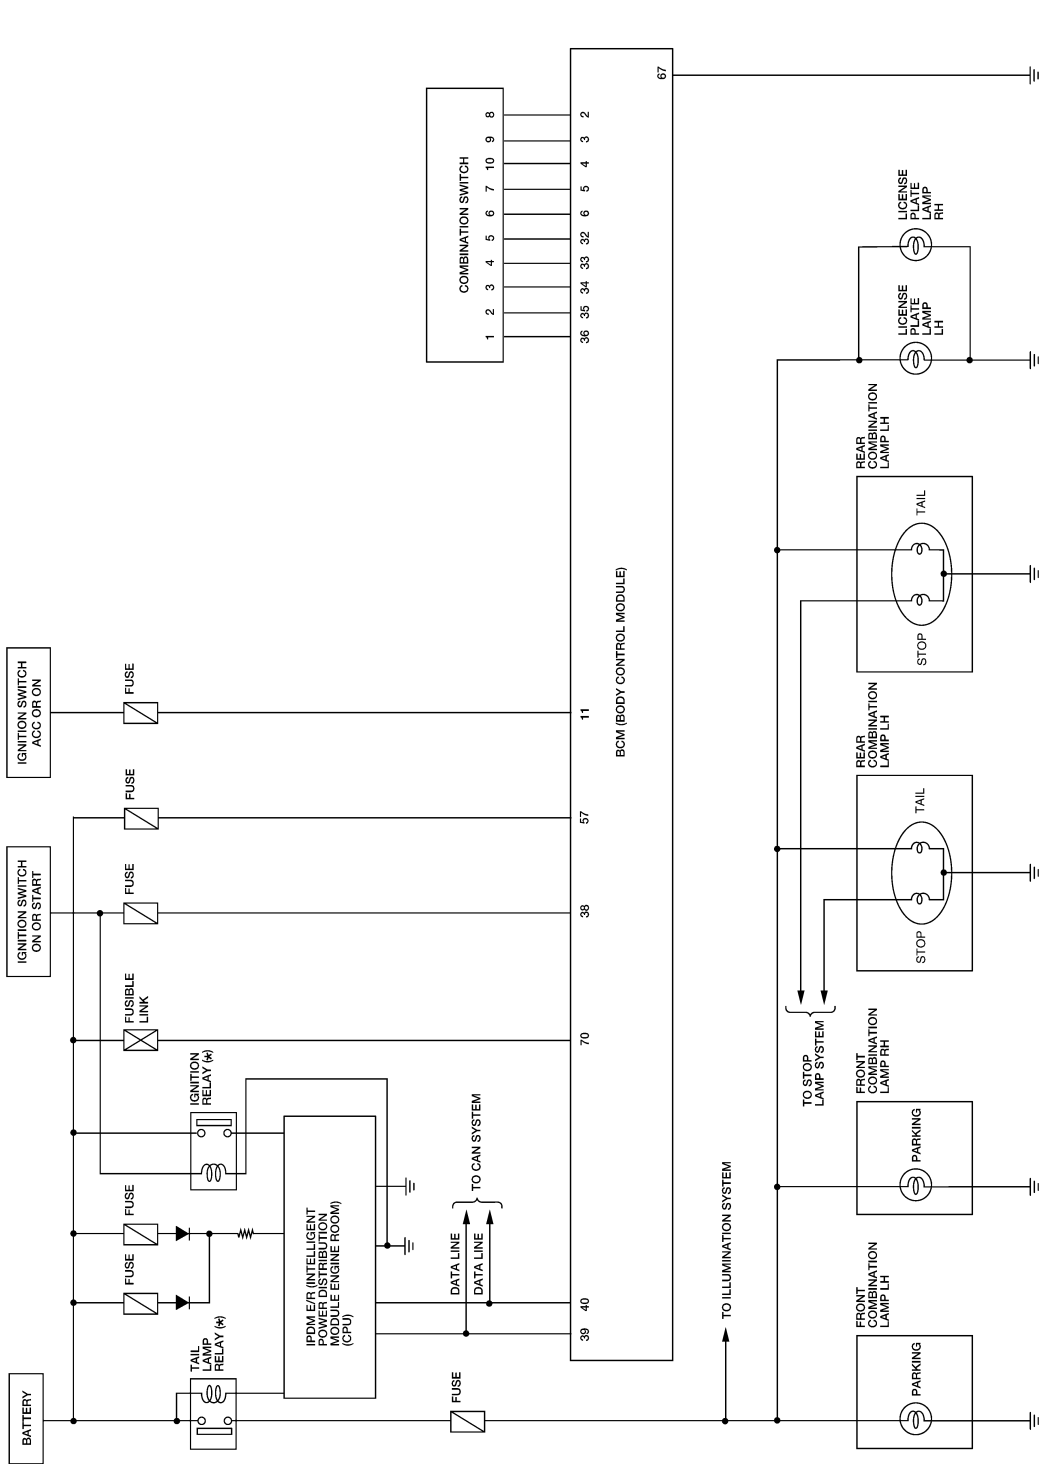 BATTERY
IGNITION SWITCH
ON OR START
IGNITION SWITCH
ACC OR ON
TAIL
LAMP
RELAY (★)
FUSE
FUSE
IGNITION
RELAY (★)
FUSIBLE
LINK
FUSE
FUSE
FUSE
IPDM E/R (INTELLIGENT
POWER DISTRIBUTION
MODULE ENGINE ROOM)
(CPU)
COMBINATION SWITCH
1
2
3
4
5
6
7
10
9
8
FUSE
DATA LINE
DATA LINE
TO CAN SYSTEM
39
40
70
38
57
11
36
35
34
33
32
6
5
4
3
2
BCM (BODY CONTROL MODULE)
67
TO ILLUMINATION SYSTEM
TO STOP
LAMP SYSTEM
FRONT
COMBINATION
LAMP LH
PARKING
FRONT
COMBINATION
LAMP RH
PARKING
REAR
COMBINATION
LAMP LH
STOP
TAIL
REAR
COMBINATION
LAMP LH
STOP
TAIL
LICENSE
PLATE
LAMP
LH
LICENSE
PLATE
LAMP
RH